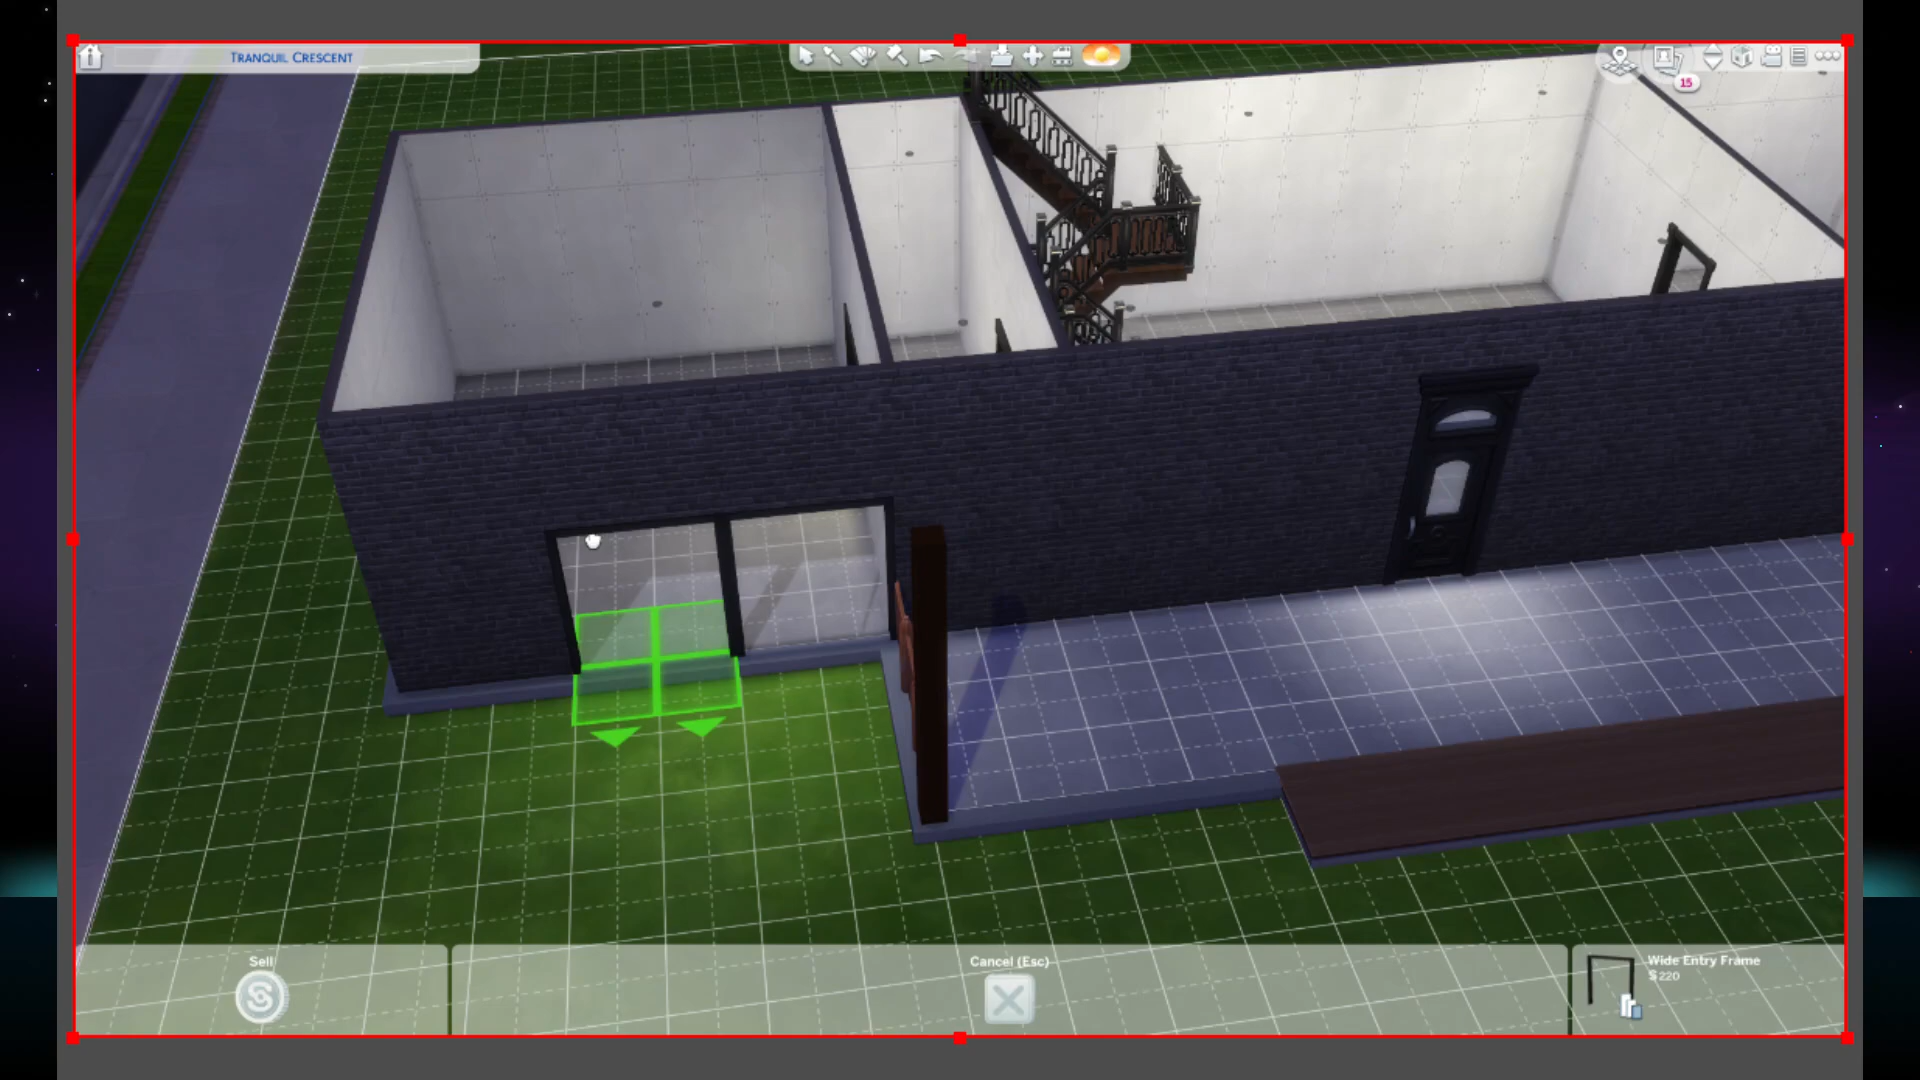 TRANQUIL CRESCENT
15
Sell
Cancel (Esc)
Wide Entry Frame
§220